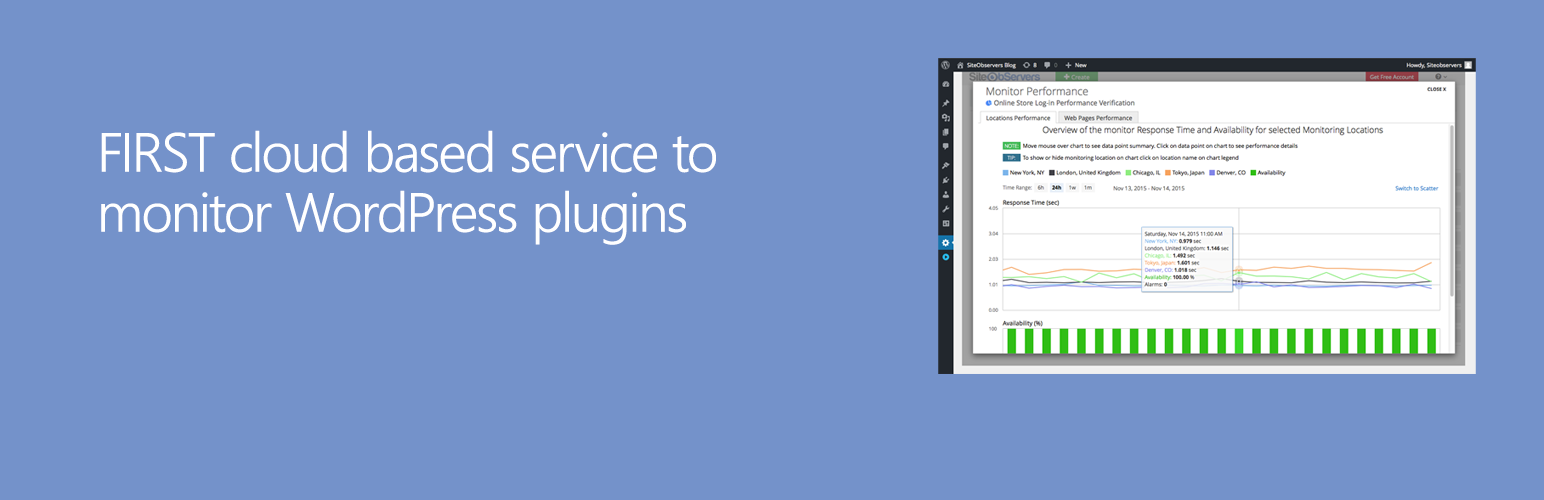 FIRST cloud based service to
monitor WordPress plugins
SiteObservers Blog 8 0 + New Howdy, Siteobservers
SiteObServers + Create Get Free Account
Monitor Performance CLOSE X
Online Store Log-in Performance Verification
Locations Performance Web Pages Performance
Overview of the monitor Response Time and Availability for selected Monitoring Locations
NOTE: Move mouse over chart to see data point summary. Click on data point on chart to see performance details
TIP: To show or hide monitoring location on chart click on location name on chart legend
New York, NY London, United Kingdom Chicago, IL Tokyo, Japan Denver, CO Availability
Time Range: 6h 24h 1w 1m Nov 13, 2015 - Nov 14, 2015 Switch to Scatter
Response Time (sec)
4.05
3.04
2.03
1.01
0.00
Saturday, Nov 14, 2015 11:00 AM
New York, NY: 0.979 sec
London, United Kingdom: 1.146 sec
Chicago, IL: 1.492 sec
Tokyo, Japan: 1.601 sec
Denver, CO: 1.018 sec
Availability: 100.00 %
Alarms: 0
Availability (%)
100